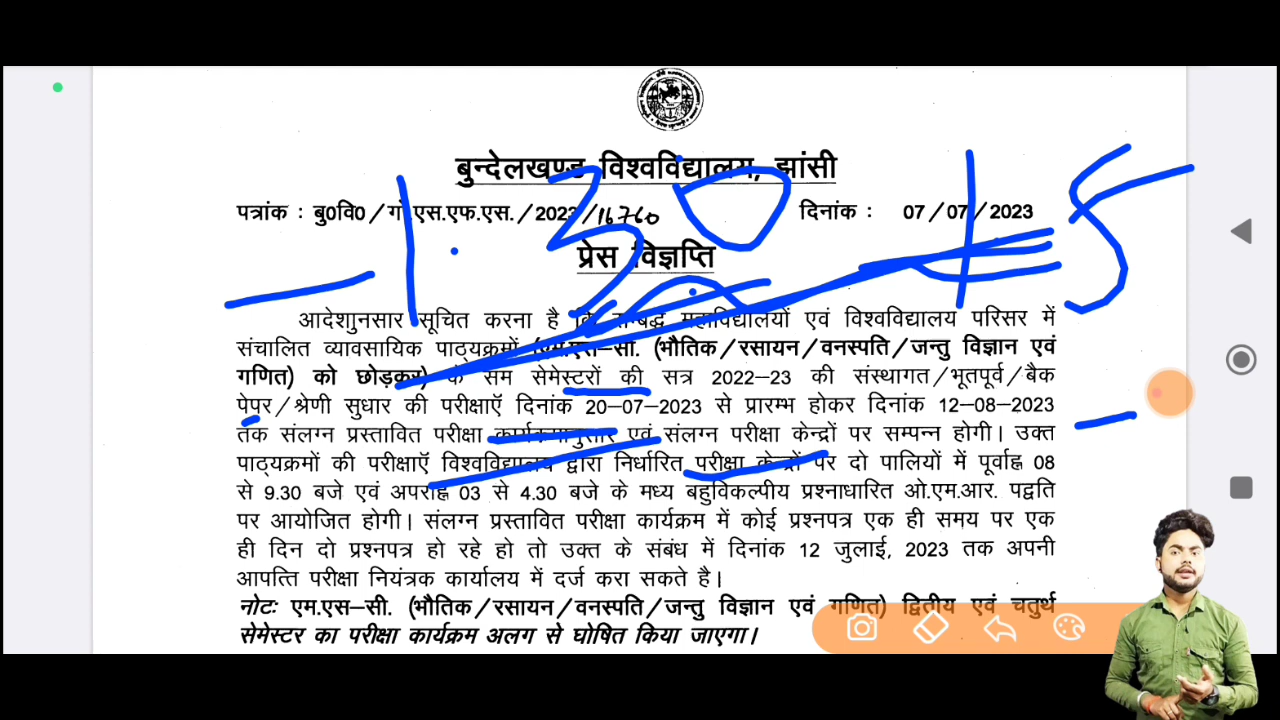 बुन्देलखण्ड विश्वविद्यालय, झांसी
पत्रांक : बु0वि0/गो.एस.एफ.एस./2023/16760 दिनांक : 07/07/2023
प्रेस विज्ञप्ति
1. 30 15
आदेशाुनसार सूचित करना है कि सम्बद्ध महाविद्यालयों एवं विश्वविद्यालय परिसर में
संचालित व्यावसायिक पाठ्यक्रमों (एम.एस-सी. (भौतिक/रसायन/वनस्पति/जन्तु विज्ञान एवं
गणित) को छोड़कर) के सम सेमेस्टरों की सत्र 2022-23 की संस्थागत/भूतपूर्व/बैक
पेपर/श्रेणी सुधार की परीक्षाऍ दिनांक 20-07-2023 से प्रारम्भ होकर दिनांक 12-08-2023
तक संलग्न प्रस्तावित परीक्षा कार्यक्रमानुसार एवं संलग्न परीक्षा केन्द्रों पर सम्पन्न होगी। उक्त
पाठ्यक्रमों की परीक्षाऍ विश्वविद्यालय द्वारा निर्धारित परीक्षा केन्द्रों पर दो पालियों में पूर्वाह्न 08
से 9.30 बजे एवं अपराह्न 03 से 4.30 बजे के मध्य बहुविकल्पीय प्रश्नाधारित ओ.एम.आर. पद्वति
पर आयोजित होगी। संलग्न प्रस्तावित परीक्षा कार्यक्रम में कोई प्रश्नपत्र एक ही समय पर एक
ही दिन दो प्रश्नपत्र हो रहे हो तो उक्त के संबंध में दिनांक 12 जुलाई, 2023 तक अपनी
आपत्ति परीक्षा नियंत्रक कार्यालय में दर्ज करा सकते है।
नोटः एम.एस-सी. (भौतिक/रसायन/वनस्पति/जन्तु विज्ञान एवं गणित) द्वितीय एवं चतुर्थ
सेमेस्टर का परीक्षा कार्यक्रम अलग से घोषित किया जाएगा।